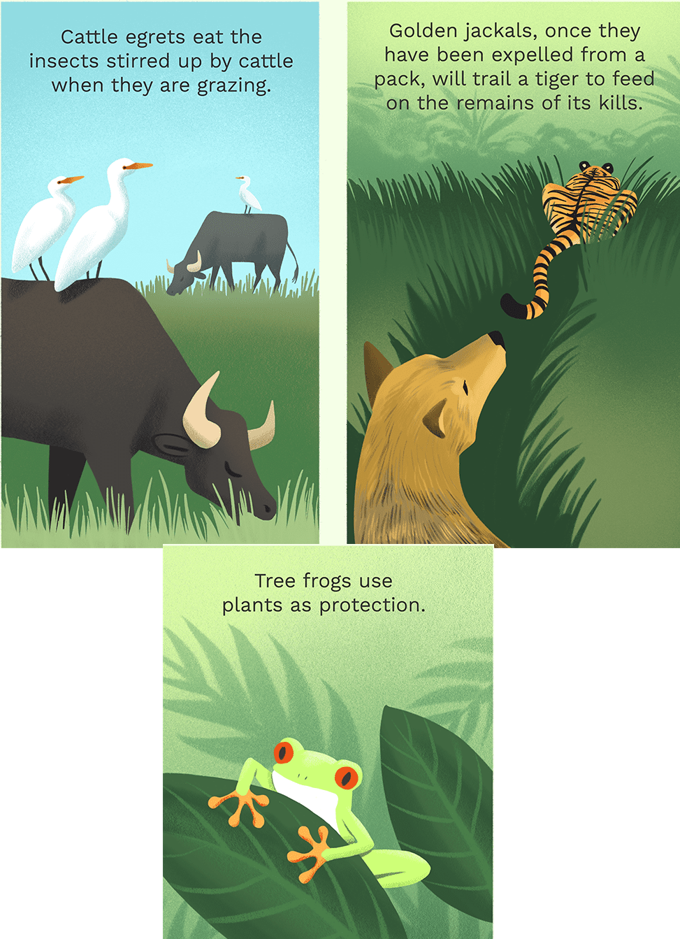 Cattle egrets eat the
insects stirred up by cattle
when they are grazing.
Golden jackals, once they
have been expelled from a
pack, will trail a tiger to feed
on the remains of its kills.
Tree frogs use
plants as protection.